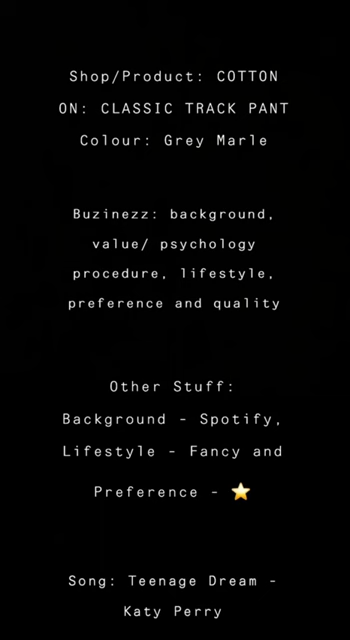 Shop/Product: COTTON
ON: CLASSIC TRACK PANT
Colour: Grey Marle
Buzinezz: background,
value/ psychology
procedure, lifestyle,
preference and quality
Other Stuff:
Background - Spotify,
Lifestyle - Fancy and
Preference - ⭐
Song: Teenage Dream -
Katy Perry